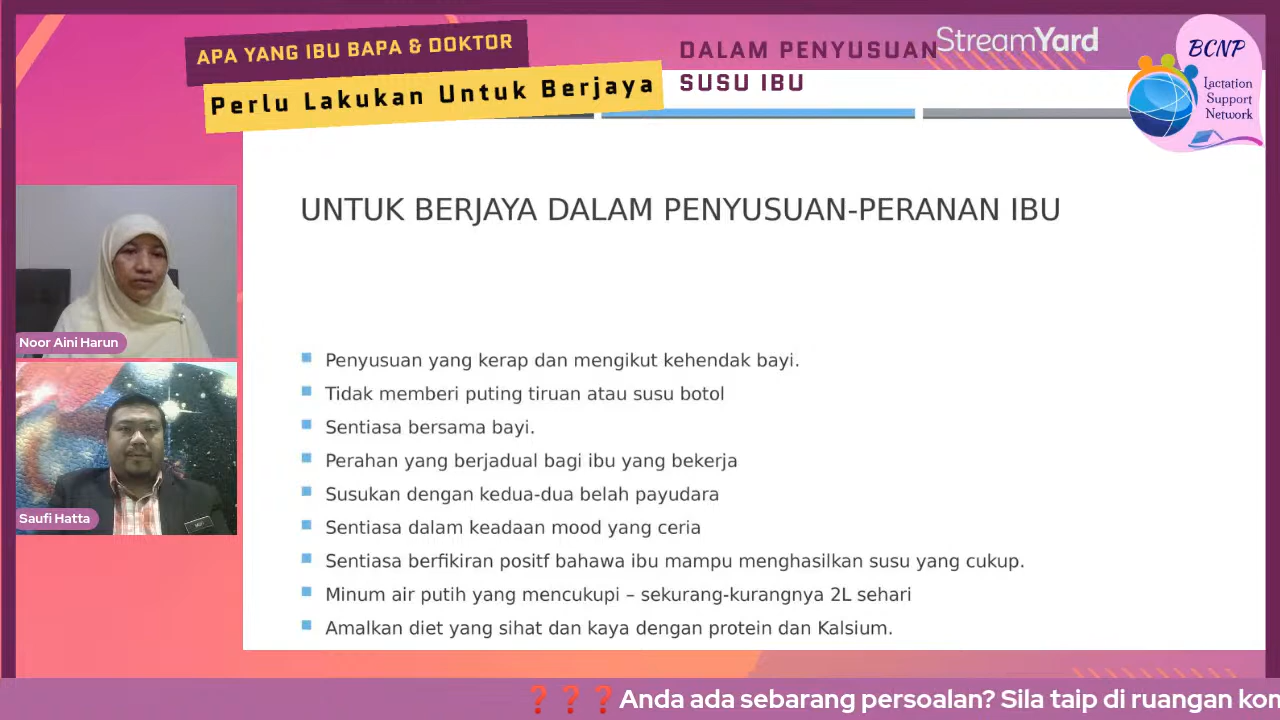 APA YANG IBU BAPA & DOKTOR
Perlu Lakukan Untuk Berjaya
DALAM PENYUSUAN
SUSU IBU
StreamYard
BCNP
Lactation
Support
Network
UNTUK BERJAYA DALAM PENYUSUAN-PERANAN IBU
Penyusuan yang kerap dan mengikut kehendak bayi.
Tidak memberi puting tiruan atau susu botol
Sentiasa bersama bayi.
Perahan yang berjadual bagi ibu yang bekerja
Susukan dengan kedua-dua belah payudara
Sentiasa dalam keadaan mood yang ceria
Sentiasa berfikiran positf bahawa ibu mampu menghasilkan susu yang cukup.
Minum air putih yang mencukupi – sekurang-kurangnya 2L sehari
Amalkan diet yang sihat dan kaya dengan protein dan Kalsium.
Noor Aini Harun
Saufi Hatta
❓❓❓Anda ada sebarang persoalan? Sila taip di ruangan kon